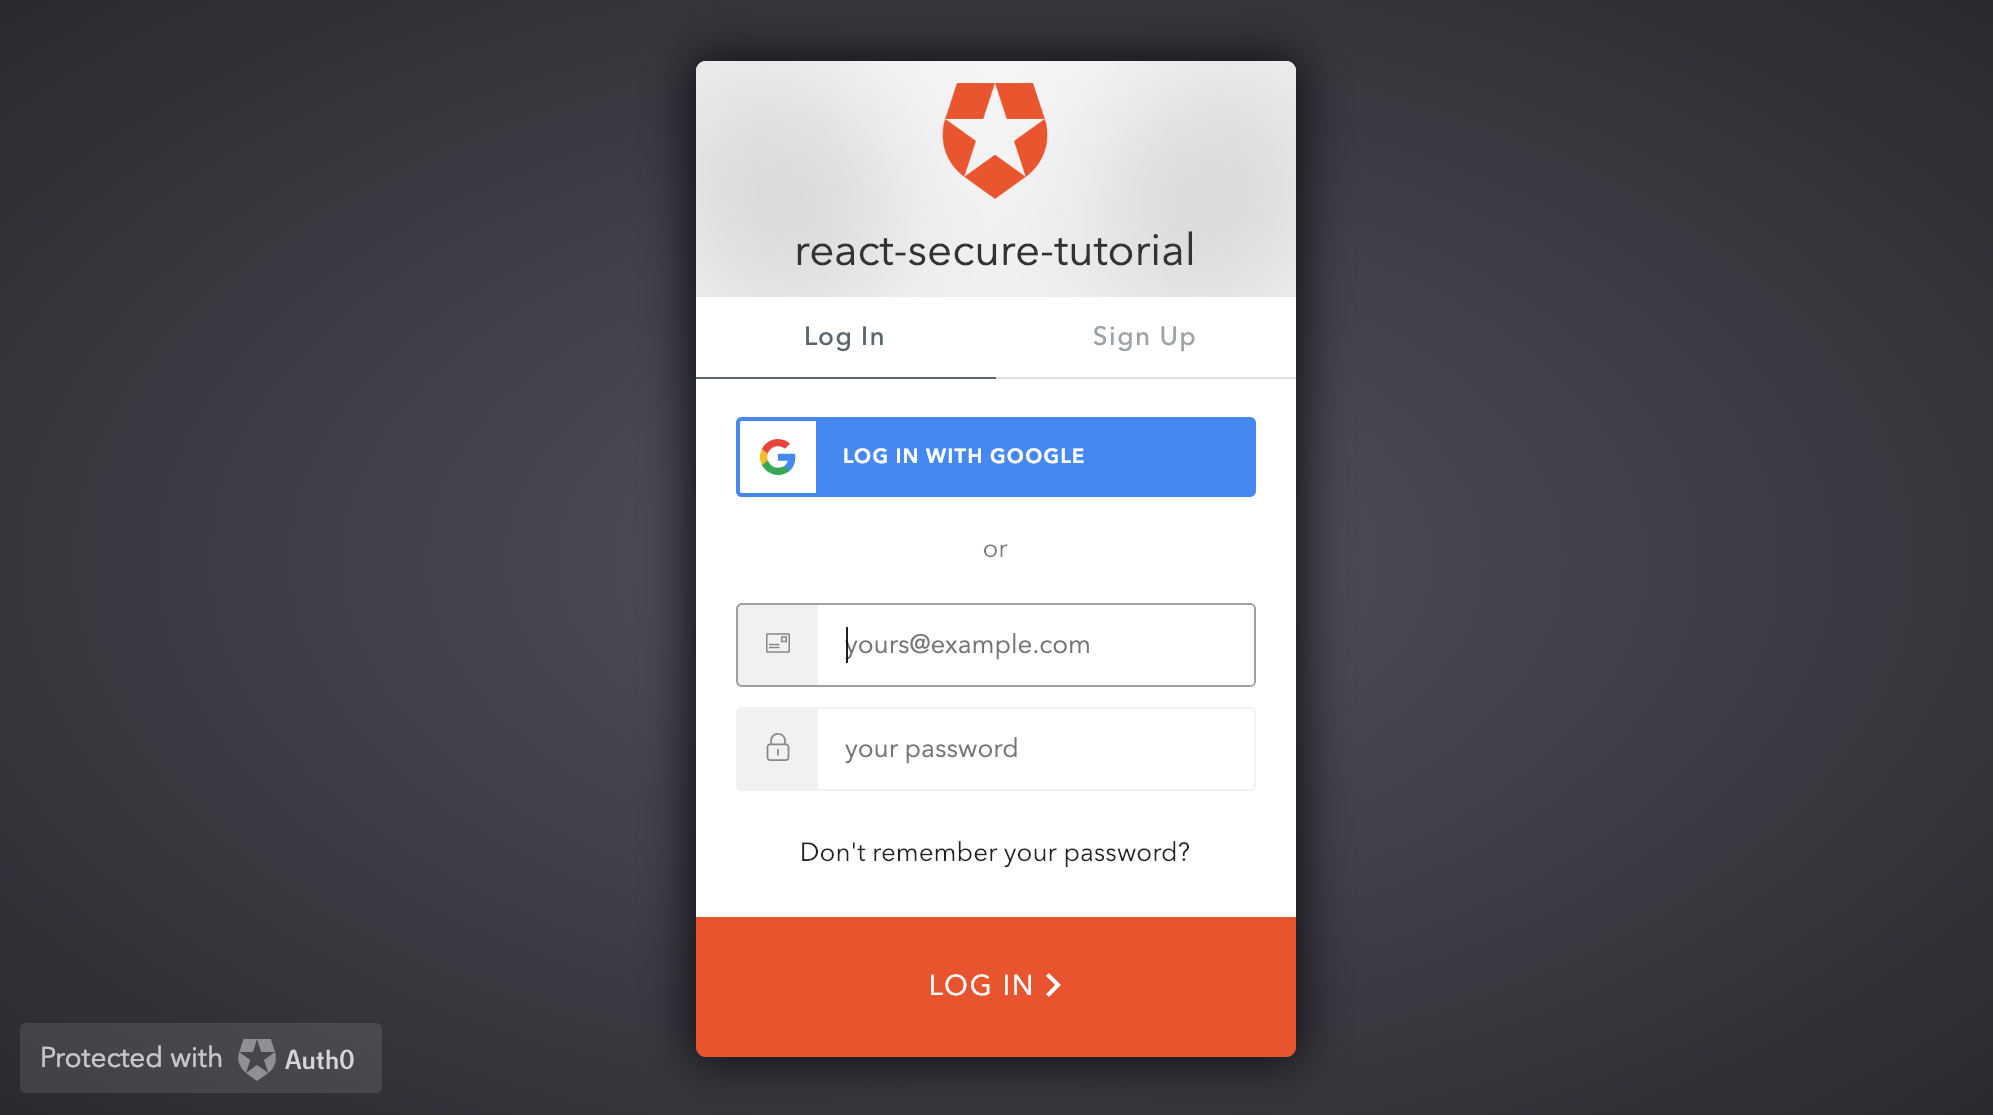 react-secure-tutorial
Log In
Sign Up
LOG IN WITH GOOGLE
or
yours@example.com
your password
Don't remember your password?
LOG IN
Protected with Auth0